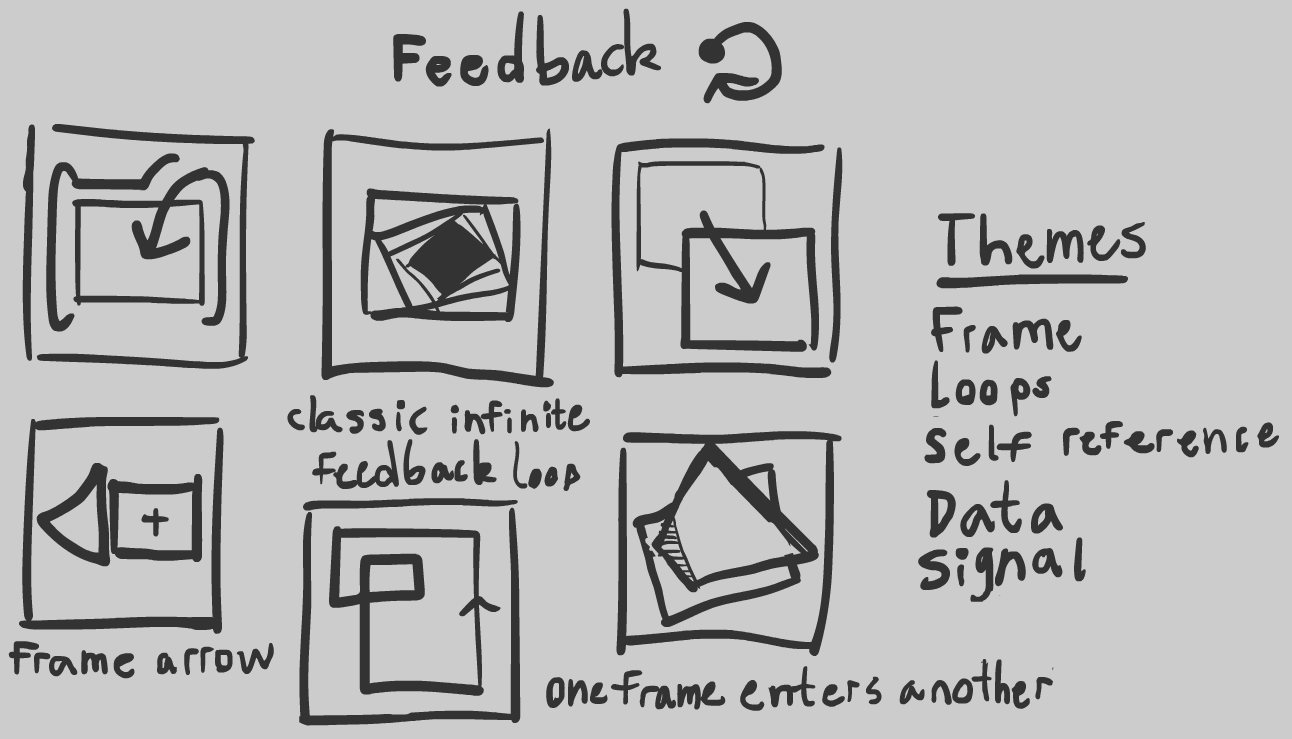 Feedback
classic infinite
feedback loop
frame arrow
one frame enters another
Themes
Frame
loops
self reference
Data
signal